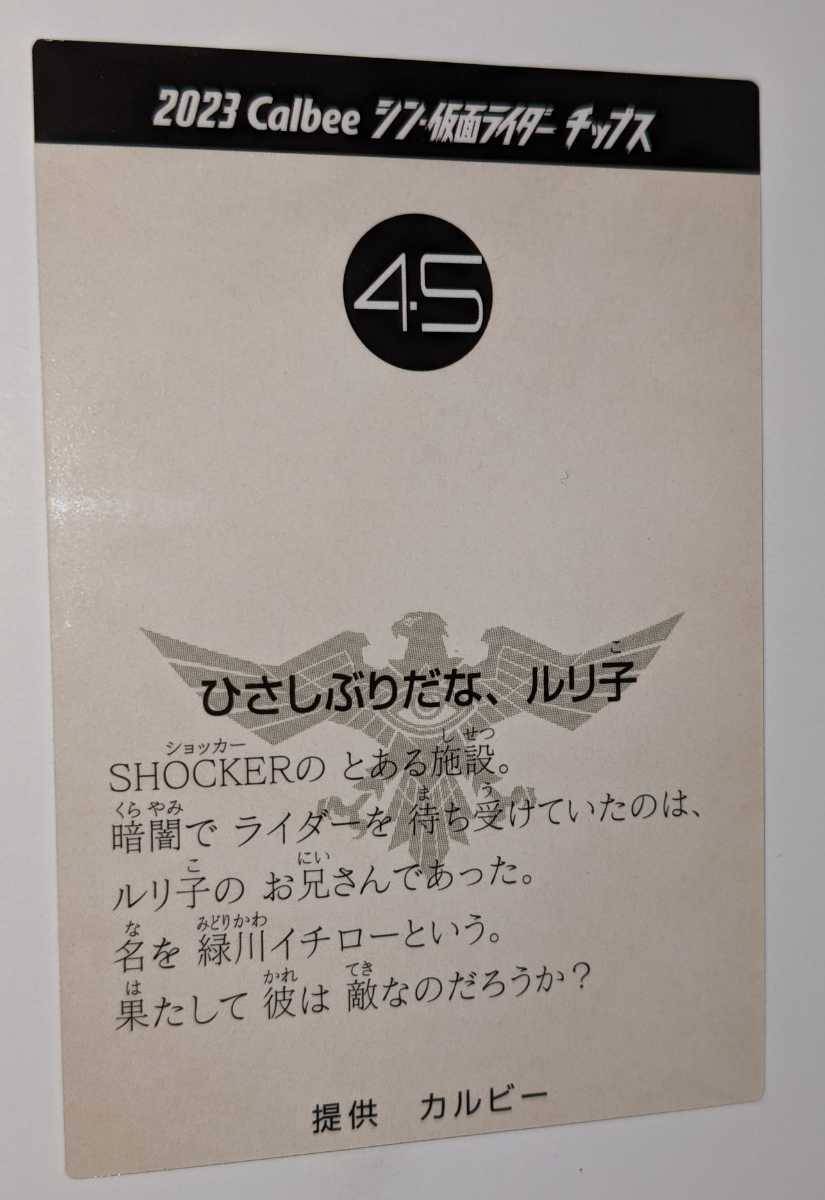 2023 Calbee シン・仮面ライダー チップス
45
ひさしぶりだな、ルリ子
SHOCKERの とある施設。
暗闇で ライダーを 待ち受けていたのは、
ルリ子の お兄さんであった。
名を 緑川イチローという。
果たして 彼は 敵なのだろうか？
提供 カルビー